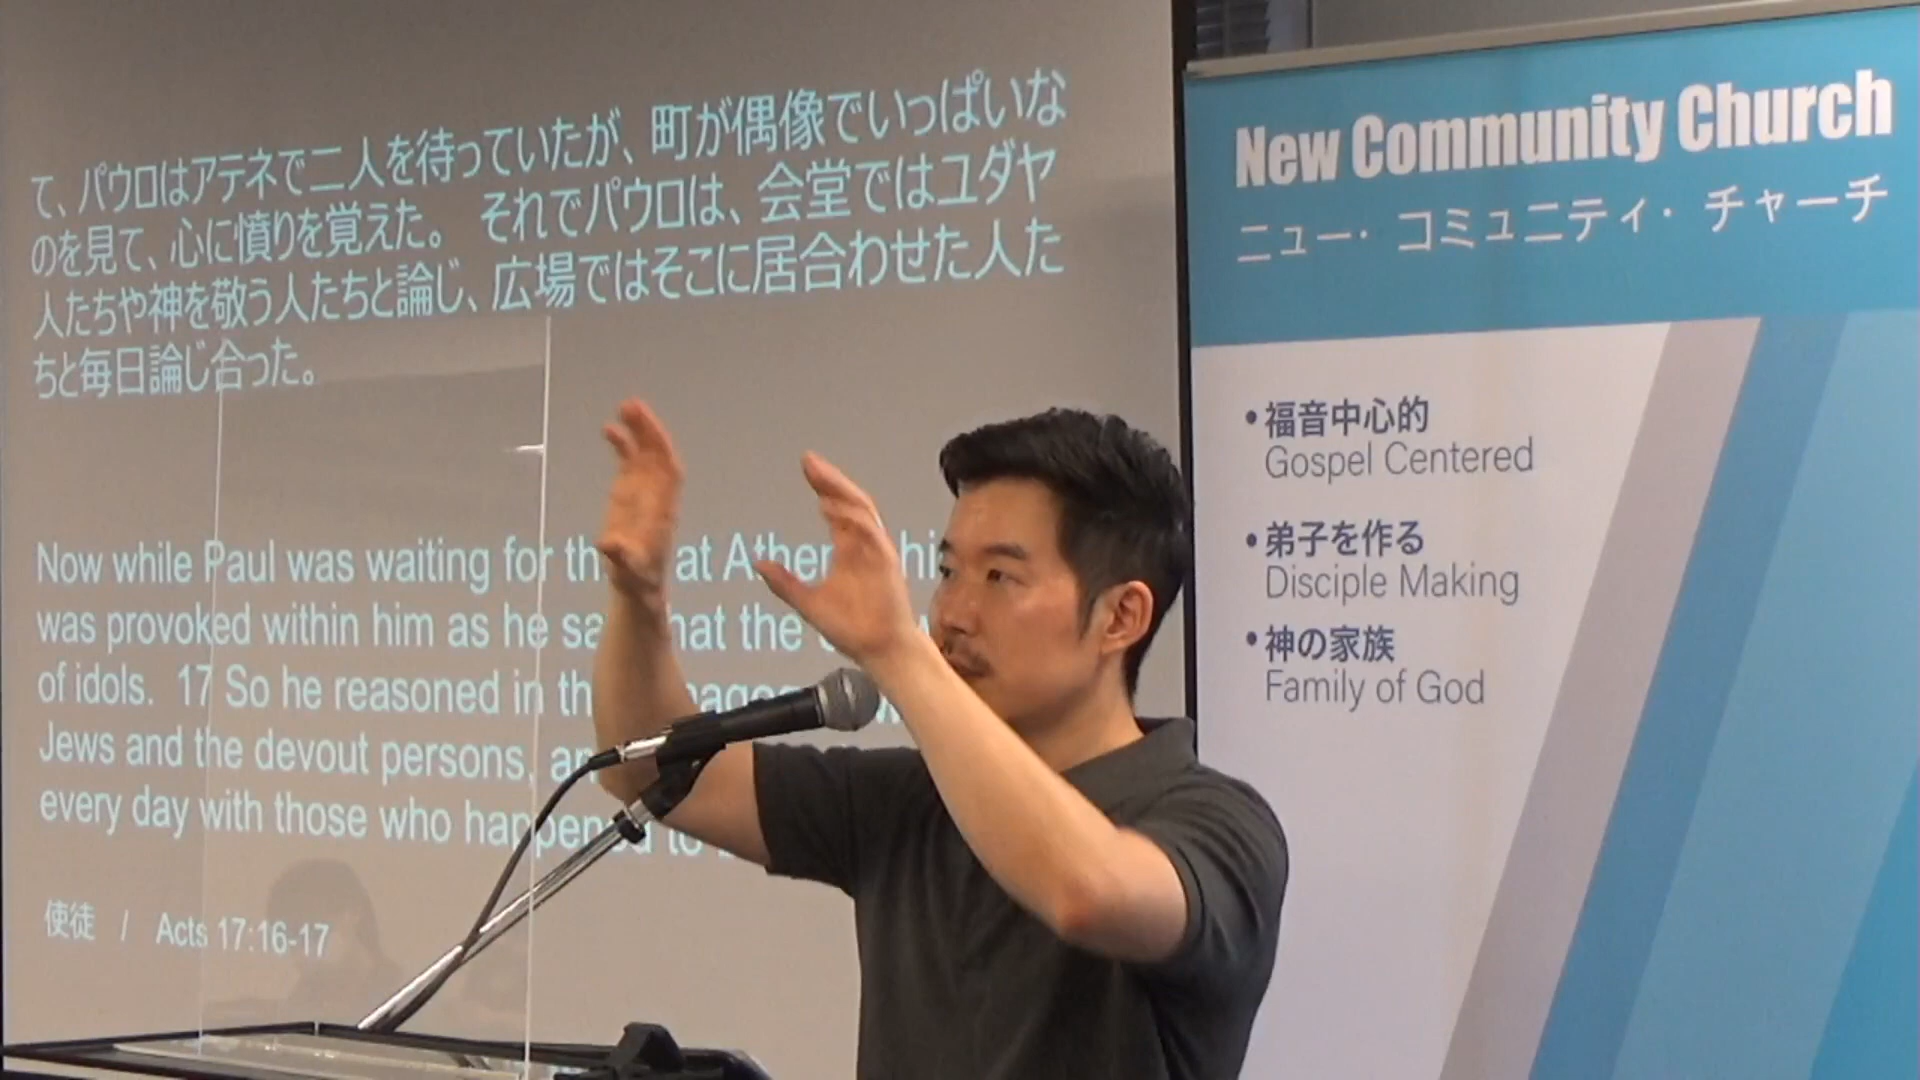 て、パウロはアテネで二人を待っていたが、町が偶像でいっぱいな
のを見て、心に憤りを覚えた。 それでパウロは、会堂ではユダヤ
人たちや神を敬う人たちと論じ、広場ではそこに居合わせた人た
ちと毎日論じ合った。
Now while Paul was waiting for at
was provoked within him as he that the
of idols. 17 So he reasoned in
Jews and the devout persons,
every day with those who happened to
使徒 / Acts 17:16-17
New Community Church
ニュー・コミュニティ・チャーチ
•福音中心的
Gospel Centered
•弟子を作る
Disciple Making
•神の家族
Family of God